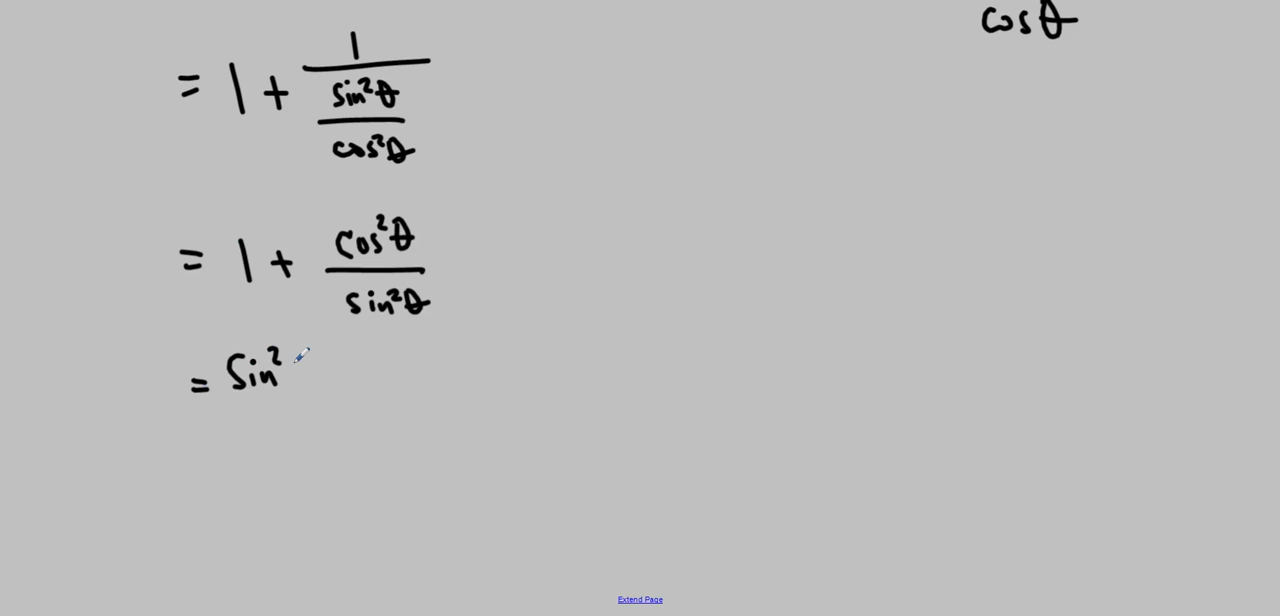 cosθ
= 1 + 1/(sin²θ/cos²θ)
= 1 + cos²θ/sin²θ
= Sin²
Extend Page